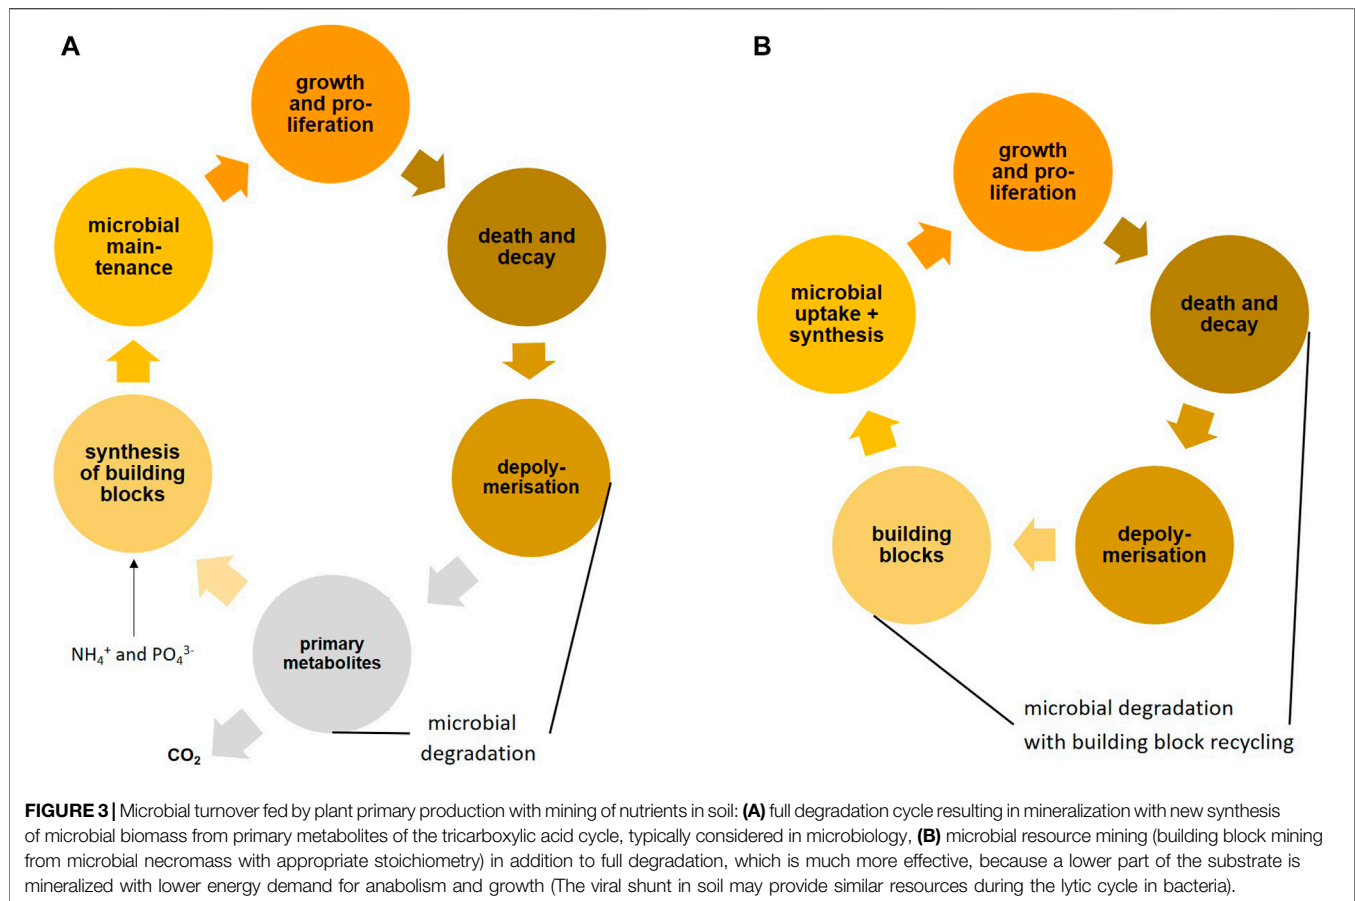 A
growth
and pro-
liferation
death and
decay
depoly-
merisation
primary
metabolites
CO₂
microbial
degradation
synthesis
of building
blocks
NH₄⁺ and PO₄³⁻
microbial
main-
tenance
B
growth
and pro-
liferation
death and
decay
depoly-
merisation
building
blocks
microbial
uptake +
synthesis
microbial degradation
with building block recycling
FIGURE 3 | Microbial turnover fed by plant primary production with mining of nutrients in soil: (A) full degradation cycle resulting in mineralization with new synthesis
of microbial biomass from primary metabolites of the tricarboxylic acid cycle, typically considered in microbiology, (B) microbial resource mining (building block mining
from microbial necromass with appropriate stoichiometry) in addition to full degradation, which is much more effective, because a lower part of the substrate is
mineralized with lower energy demand for anabolism and growth (The viral shunt in soil may provide similar resources during the lytic cycle in bacteria).